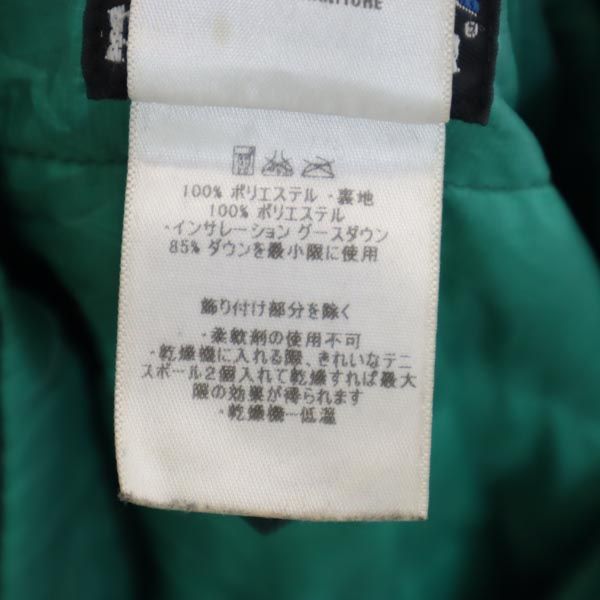 100% ポリエステル・裏地
100% ポリエステル
・インサレーション グースダウン
85% ダウンを最小限に使用
飾り付け部分を除く
・柔軟剤の使用不可
・乾燥機に入れる際、きれいなテニ
スボール2個入れて乾燥すれば最大
限の効果が得られます
・乾燥機ー低温